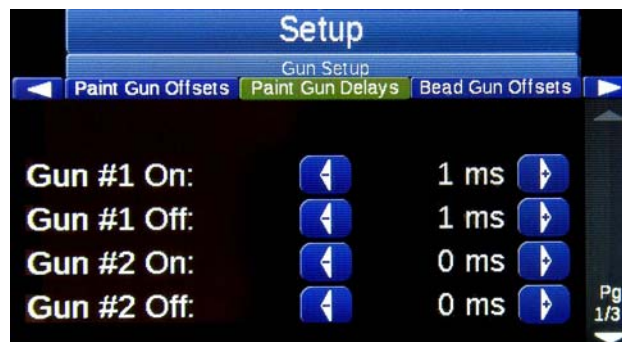 Setup
Gun Setup
Paint Gun Offsets Paint Gun Delays Bead Gun Offsets
Gun #1 On: - 1 ms +
Gun #1 Off: - 1 ms +
Gun #2 On: - 0 ms +
Gun #2 Off: - 0 ms +
Pg
1/3